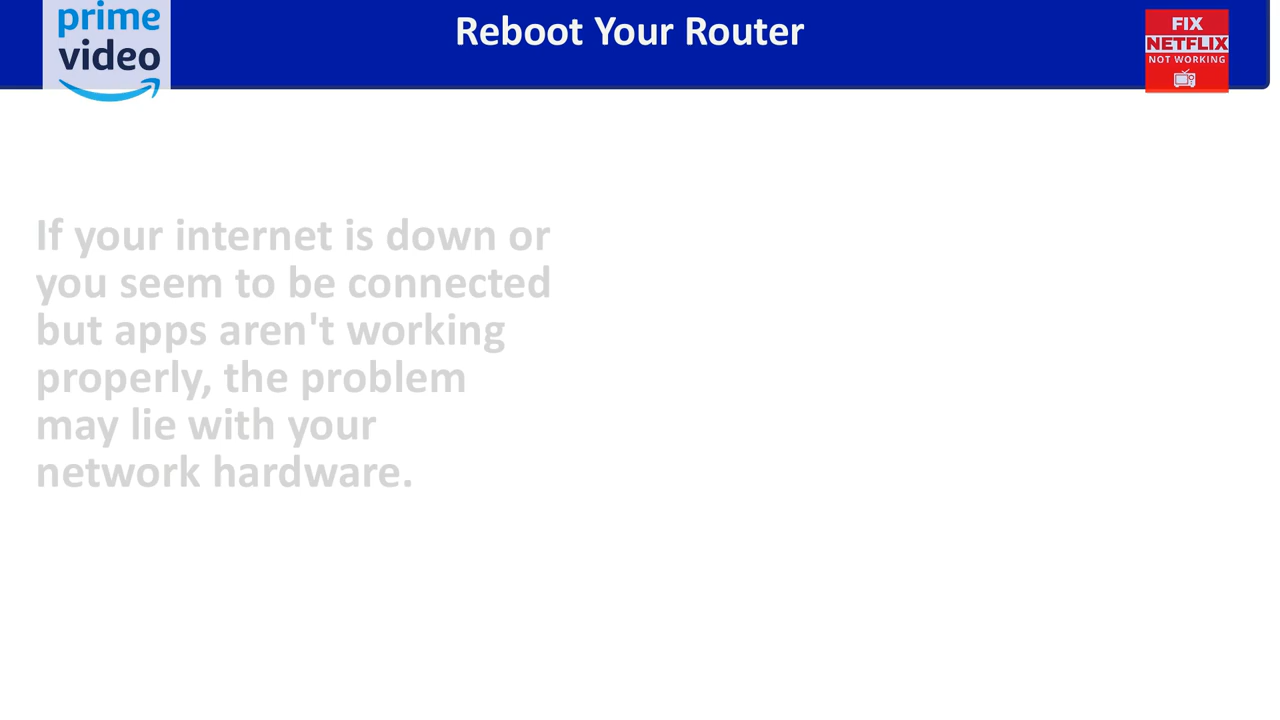 prime
video
Reboot Your Router
FIX
NETFLIX
NOT WORKING
If your internet is down or
you seem to be connected
but apps aren't working
properly, the problem
may lie with your
network hardware.